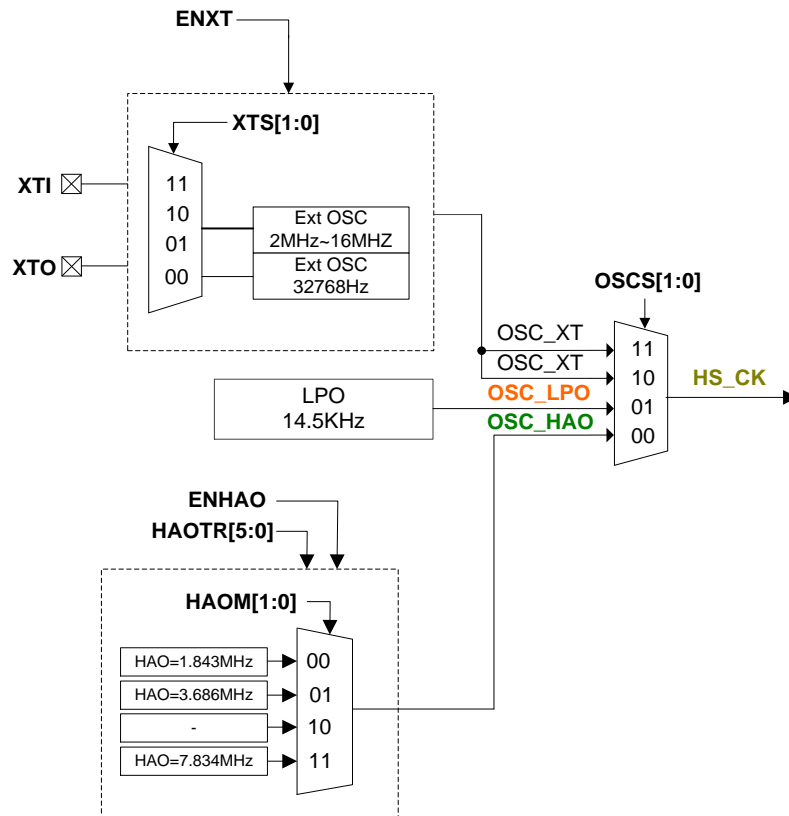 ENXT
XTS[1:0]
XTI
XTO
11
10
01
00
Ext OSC
2MHz~16MHZ
Ext OSC
32768Hz
OSCS[1:0]
OSC_XT
OSC_XT
OSC_LPO
OSC_HAO
11
10
01
00
HS_CK
LPO
14.5KHz
ENHAO
HAOTR[5:0]
HAOM[1:0]
HAO=1.843MHz
00
HAO=3.686MHz
01
-
10
HAO=7.834MHz
11